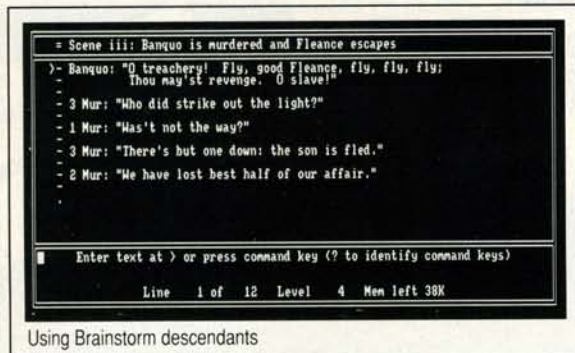 = Scene iii: Banquo is murdered and Fleance escapes
>- Banquo: "O treachery!  Fly, good Fleance, fly, fly, fly;
- Thou may'st revenge.  O slave!"
-
- 3 Mur: "Who did strike out the light?"
-
- 1 Mur: "Was't not the way?"
-
- 3 Mur: "There's but one down: the son is fled."
-
- 2 Mur: "We have lost best half of our affair."
-
.
Enter text at > or press command key (? to identify command keys)
Line 1 of 12 Level 4 Mem left 38K
Using Brainstorm descendants